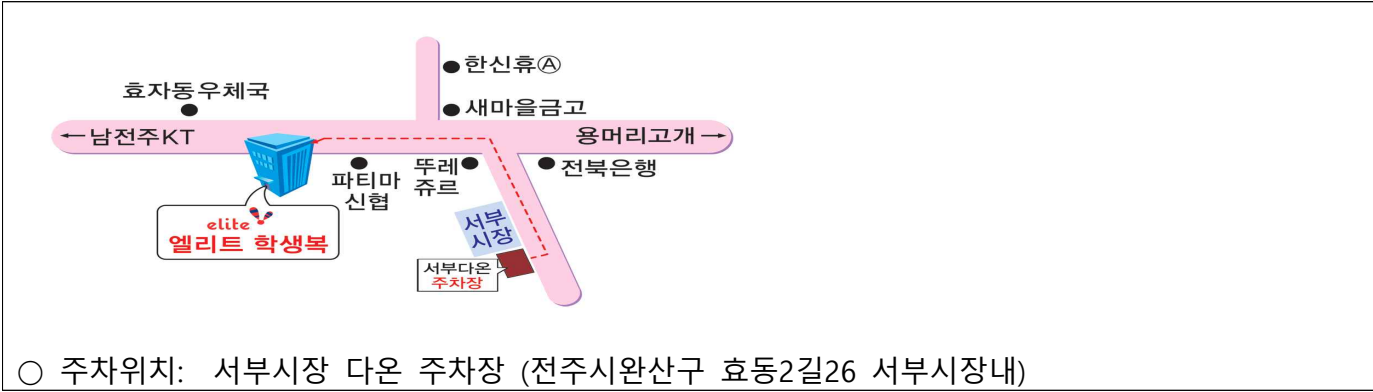 한신휴Ⓐ
효자동우체국
새마을금고
←남전주KT
용머리고개→
파티마
신협
뚜레
쥬르
전북은행
elite
엘리트 학생복
서부
시장
서부다온
주차장
○ 주차위치: 서부시장 다온 주차장 (전주시완산구 효동2길26 서부시장내)